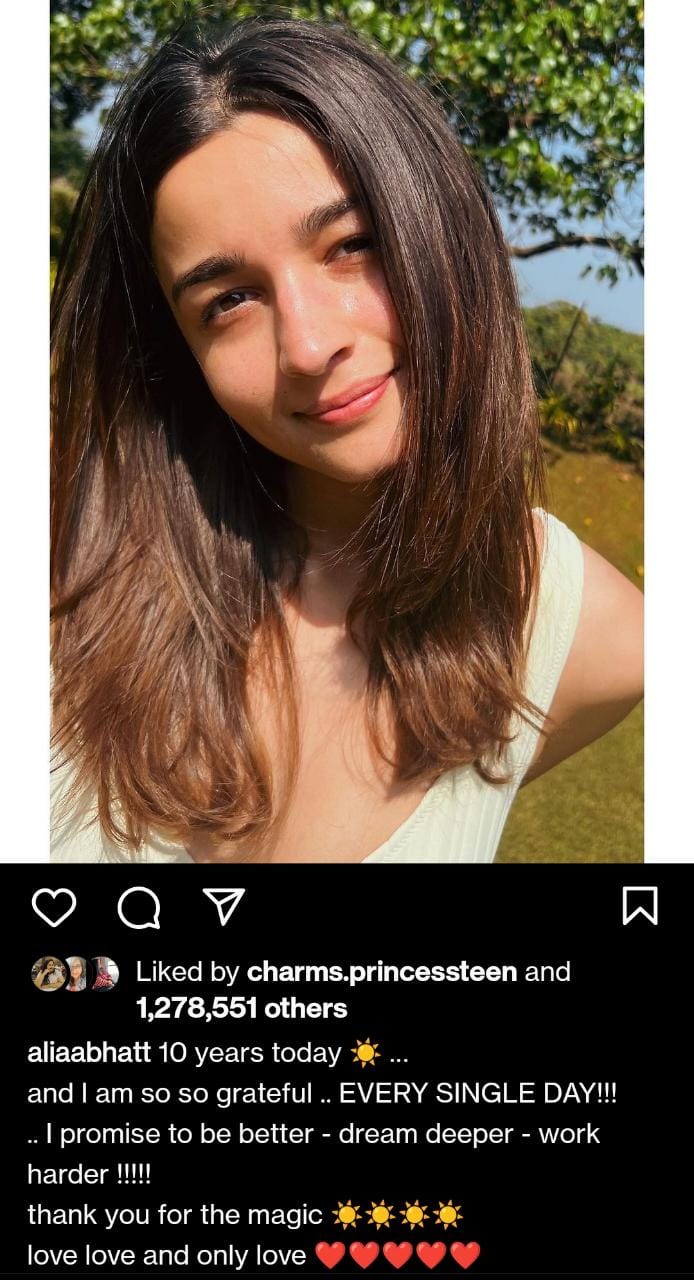 Liked by charms.princessteen and
1,278,551 others
aliaabhatt 10 years today ☀️ ...
and I am so so grateful .. EVERY SINGLE DAY!!!
.. I promise to be better - dream deeper - work
harder !!!!!
thank you for the magic ☀️☀️☀️☀️
love love and only love ❤️❤️❤️❤️❤️